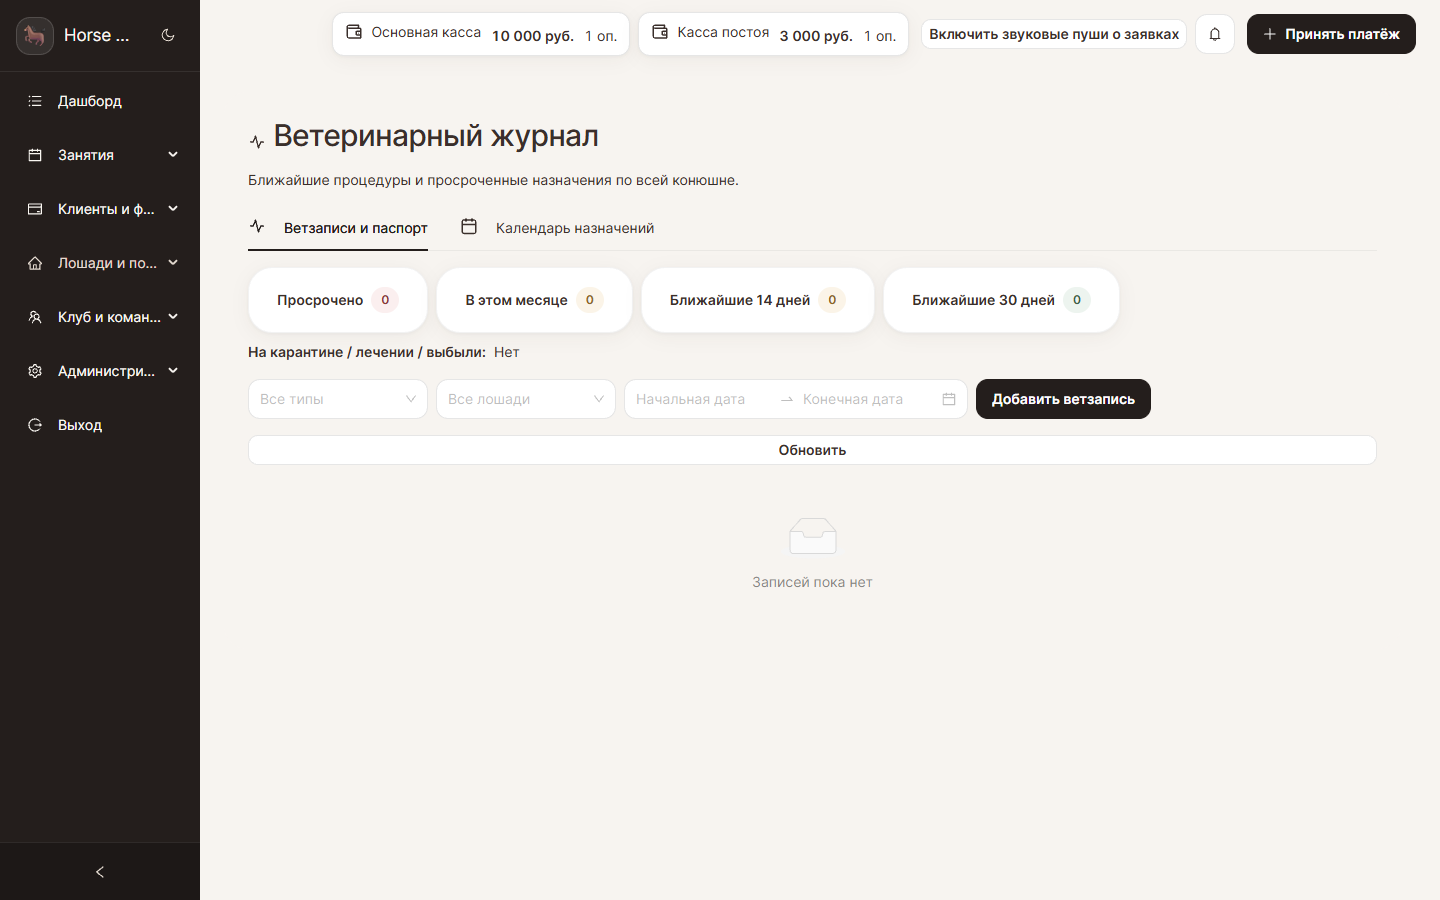 Horse ...
Основная касса 10 000 руб. 1 оп.
Касса постоя 3 000 руб. 1 оп.
Включить звуковые пуши о заявках
Принять платёж
Дашборд
Занятия
Клиенты и ф...
Лошади и по...
Клуб и коман...
Администри...
Выход
Ветеринарный журнал
Ближайшие процедуры и просроченные назначения по всей конюшне.
Ветзаписи и паспорт
Календарь назначений
Просрочено 0
В этом месяце 0
Ближайшие 14 дней 0
Ближайшие 30 дней 0
На карантине / лечении / выбыли: Нет
Все типы
Все лошади
Начальная дата
Конечная дата
Добавить ветзапись
Обновить
Записей пока нет